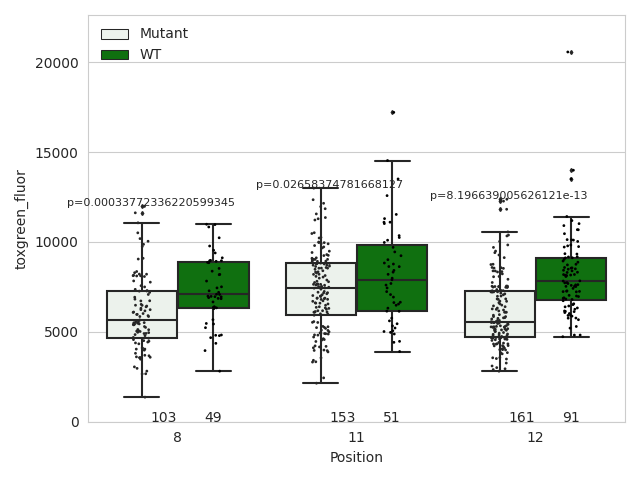 Mutant
WT
20000
15000
10000
5000
0
toxgreen_fluor
p=0.00033772336220599345
p=0.02658374781668127
p=8.196639005626121e-13
103 49 153 51 161 91
8 11 12
Position